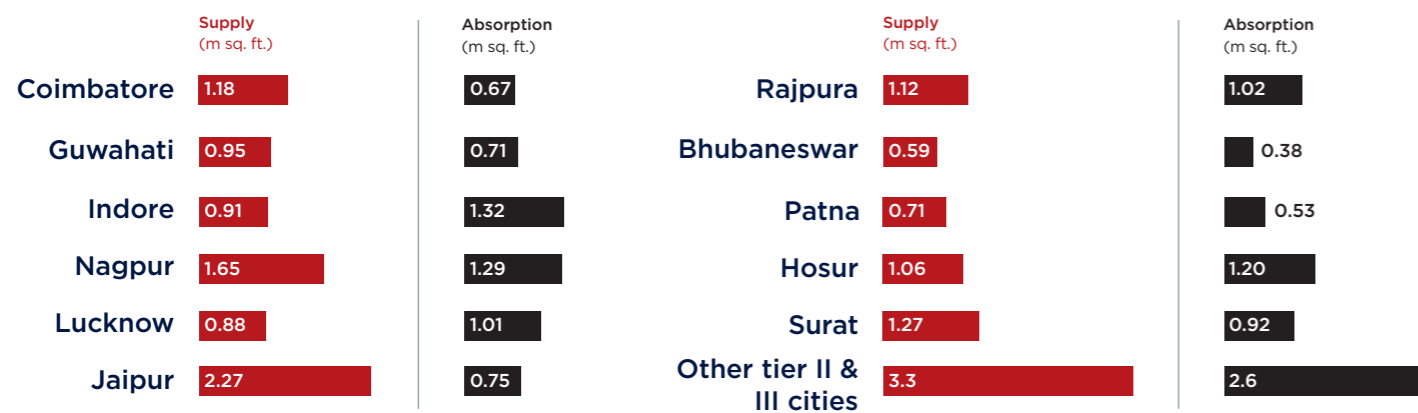 Supply
(m sq. ft.)
Absorption
(m sq. ft.)
Coimbatore 1.18 0.67
Guwahati 0.95 0.71
Indore 0.91 1.32
Nagpur 1.65 1.29
Lucknow 0.88 1.01
Jaipur 2.27 0.75
Supply
(m sq. ft.)
Absorption
(m sq. ft.)
Rajpura 1.12 1.02
Bhubaneswar 0.59 0.38
Patna 0.71 0.53
Hosur 1.06 1.20
Surat 1.27 0.92
Other tier II &
III cities 3.3 2.6